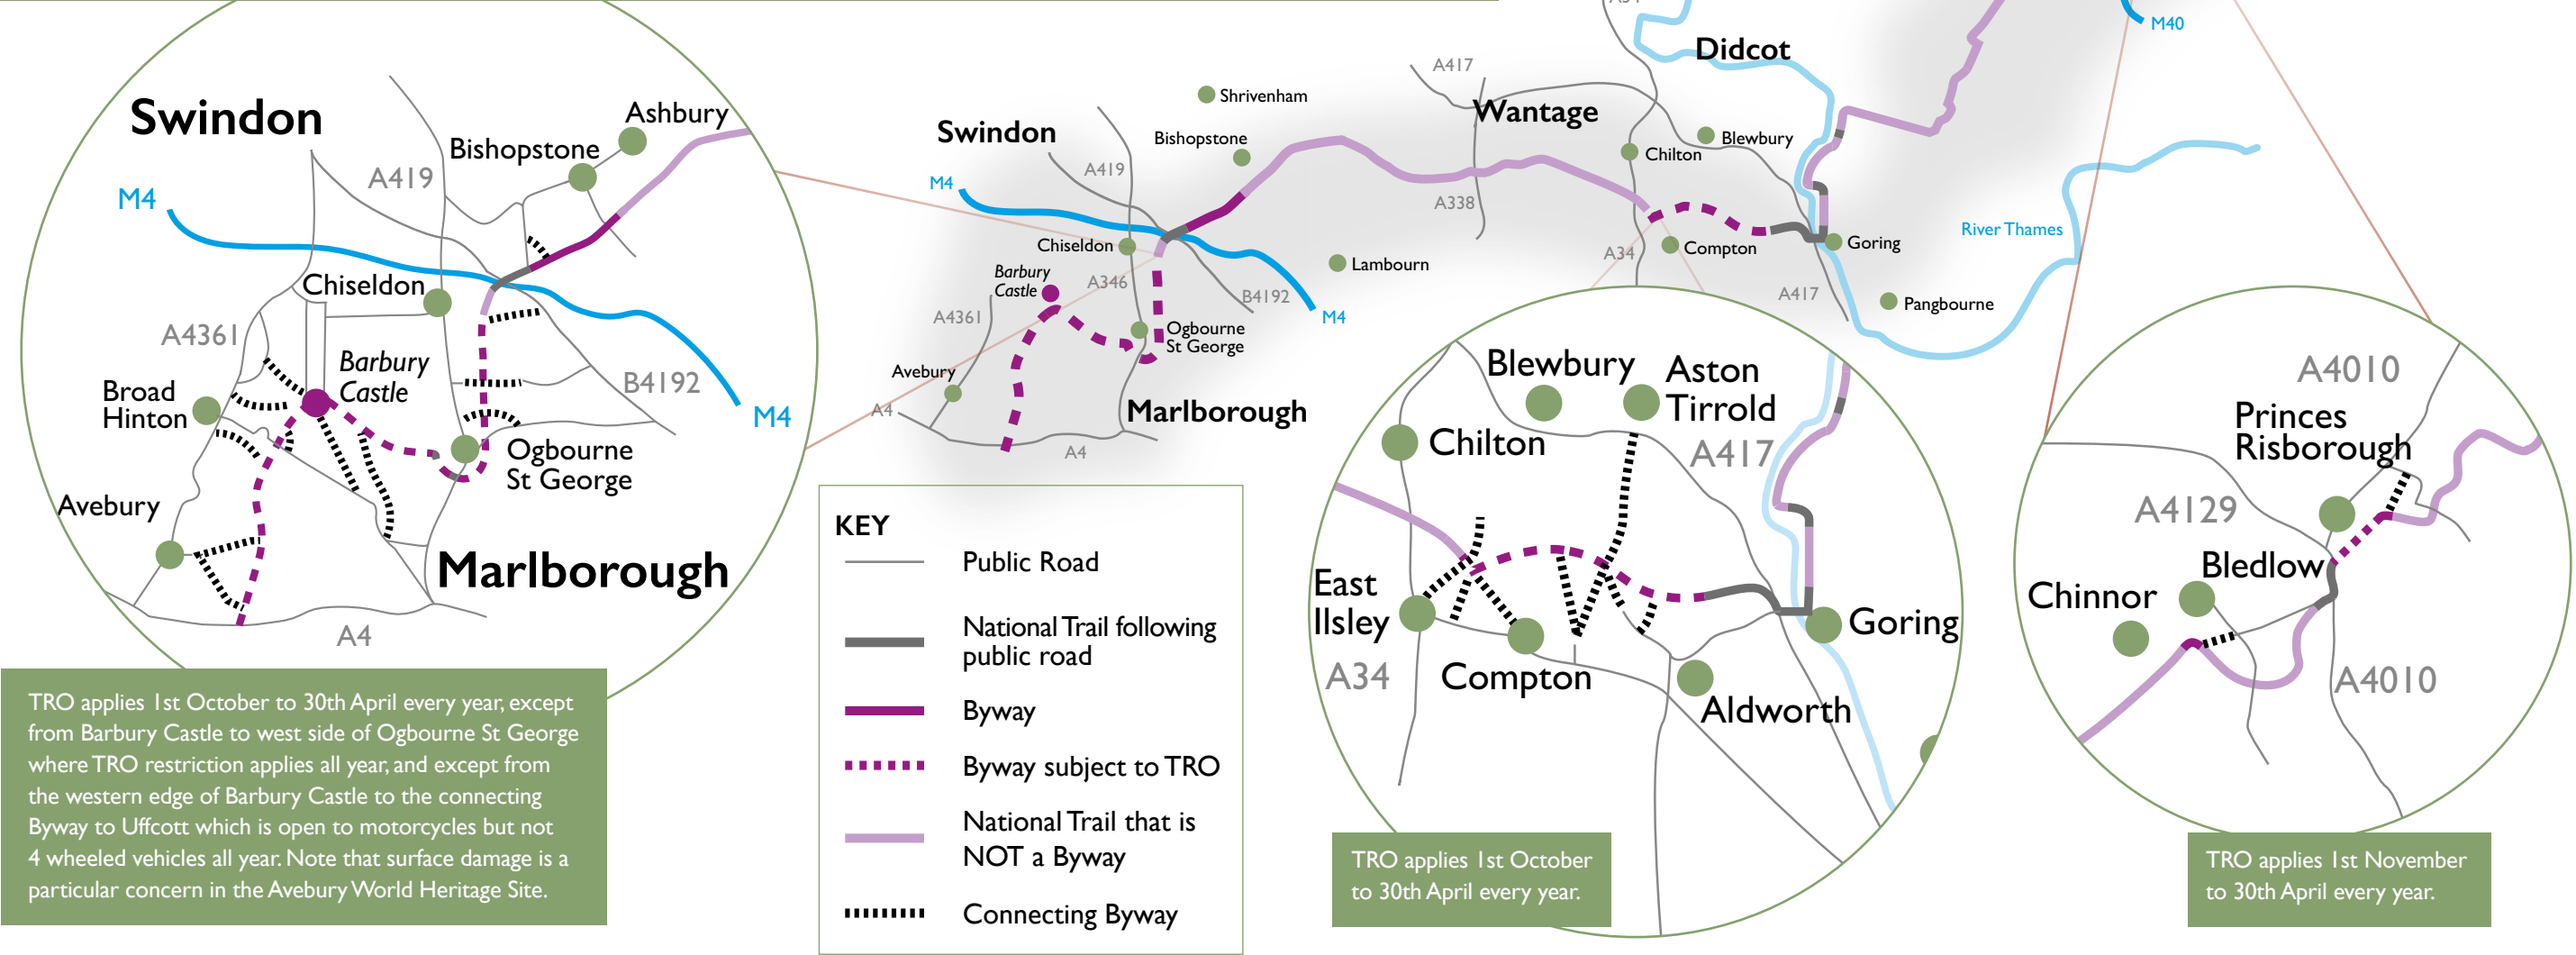 Swindon
Ashbury
Bishopstone
A419
M4
Chiseldon
A4361
Barbury
Castle
Broad
Hinton
B4192
M4
Ogbourne
St George
Avebury
Marlborough
A4
TRO applies 1st October to 30th April every year, except
from Barbury Castle to west side of Ogbourne St George
where TRO restriction applies all year, and except from
the western edge of Barbury Castle to the connecting
Byway to Uffcott which is open to motorcycles but not
4 wheeled vehicles all year. Note that surface damage is a
particular concern in the Avebury World Heritage Site.
M40
Didcot
A417
Shrivenham
Wantage
Swindon
Bishopstone
Blewbury
Chilton
A419
M4
A338
Chiseldon
Compton
Goring
River Thames
A34
Lambourn
Barbury
Castle
A346
B4192
A417
Pangbourne
A4361
M4
Ogbourne
St George
Avebury
A4
Marlborough
A4
KEY
Public Road
National Trail following
public road
Byway
Byway subject to TRO
National Trail that is
NOT a Byway
Connecting Byway
Blewbury
Aston
Tirrold
Chilton
A417
East
Ilsley
Goring
A34
Compton
Aldworth
TRO applies 1st October
to 30th April every year.
A4010
Princes
Risborough
A4129
Bledlow
Chinnor
A4010
TRO applies 1st November
to 30th April every year.